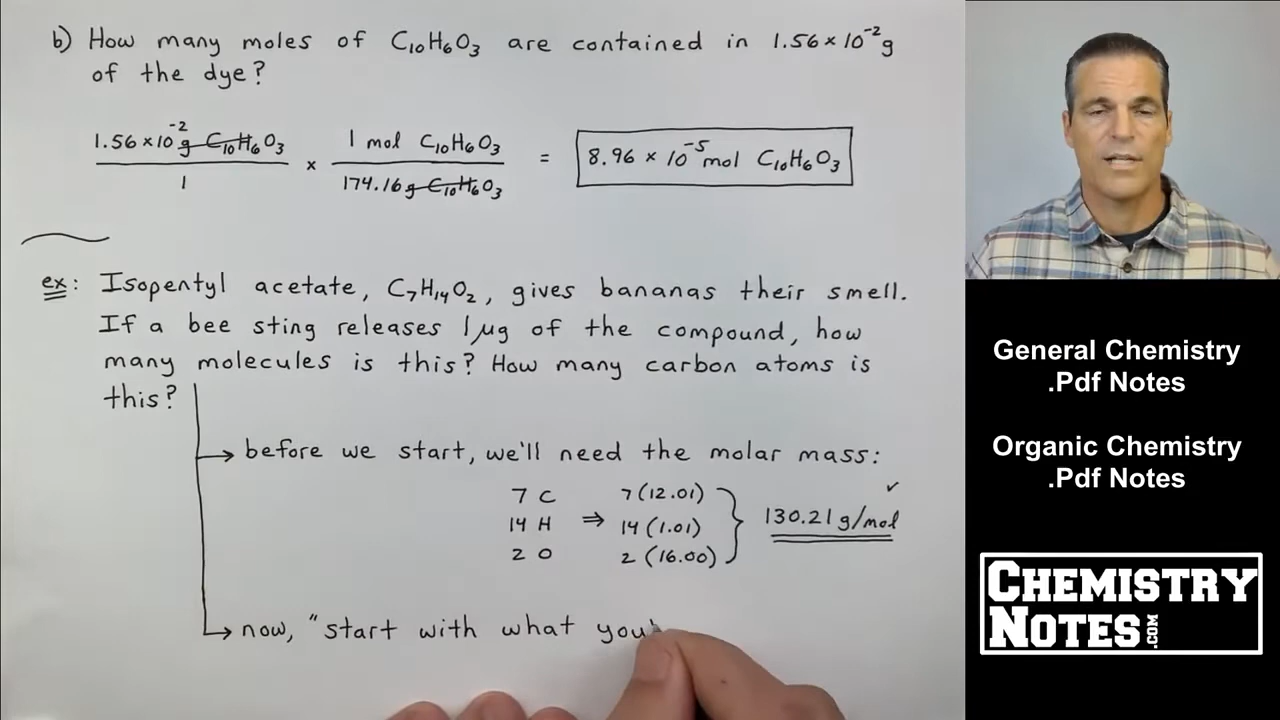 b) How many moles of C₁₀H₆O₃ are contained in 1.56×10⁻²g
of the dye?
1.56×10⁻² g C₁₀H₆O₃ / 1 × 1 mol C₁₀H₆O₃ / 174.16 g C₁₀H₆O₃ = 8.96 × 10⁻⁵ mol C₁₀H₆O₃
ex: Isopentyl acetate, C₇H₁₄O₂, gives bananas their smell.
If a bee sting releases 1μg of the compound, how
many molecules is this? How many carbon atoms is
this?
→ before we start, we'll need the molar mass:
7 C 7(12.01)
14 H ⇒ 14(1.01) } 130.21 g/mol ✓
2 O 2(16.00)
→ now, "start with what you'
General Chemistry
.Pdf Notes
Organic Chemistry
.Pdf Notes
CHEMISTRY
NOTES.COM